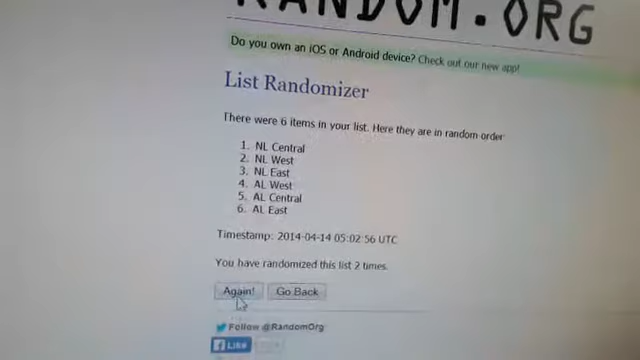 RANDOM.ORG
Do you own an iOS or Android device? Check out our new app!
List Randomizer
There were 6 items in your list. Here they are in random order:
1. NL Central
2. NL West
3. NL East
4. AL West
5. AL Central
6. AL East
Timestamp: 2014-04-14 05:02:56 UTC
You have randomized this list 2 times.
Again! Go Back
Follow @RandomOrg
Like